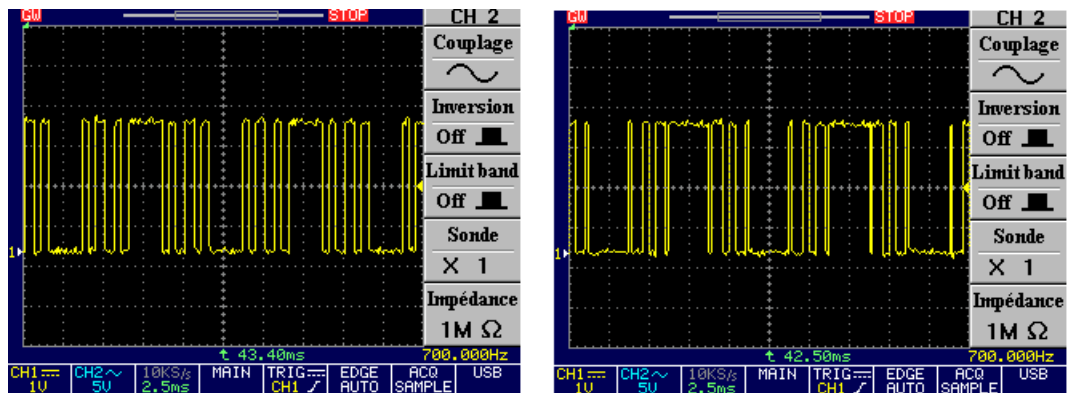 GW STOP CH 2
Couplage
Inversion
Off
Limit band
Off
Sonde
X 1
Impédance
1M Ω
1
43.40ms 700.000Hz
CH1 CH2 10KS/s MAIN TRIG EDGE ACQ USB
1V 5V 2.5ms CH1 AUTO SAMPLE
GW STOP CH 2
Couplage
Inversion
Off
Limit band
Off
Sonde
X 1
Impédance
1M Ω
1
42.50ms 700.000Hz
CH1 CH2 10KS/s MAIN TRIG EDGE ACQ USB
1V 5V 2.5ms CH1 AUTO SAMPLE